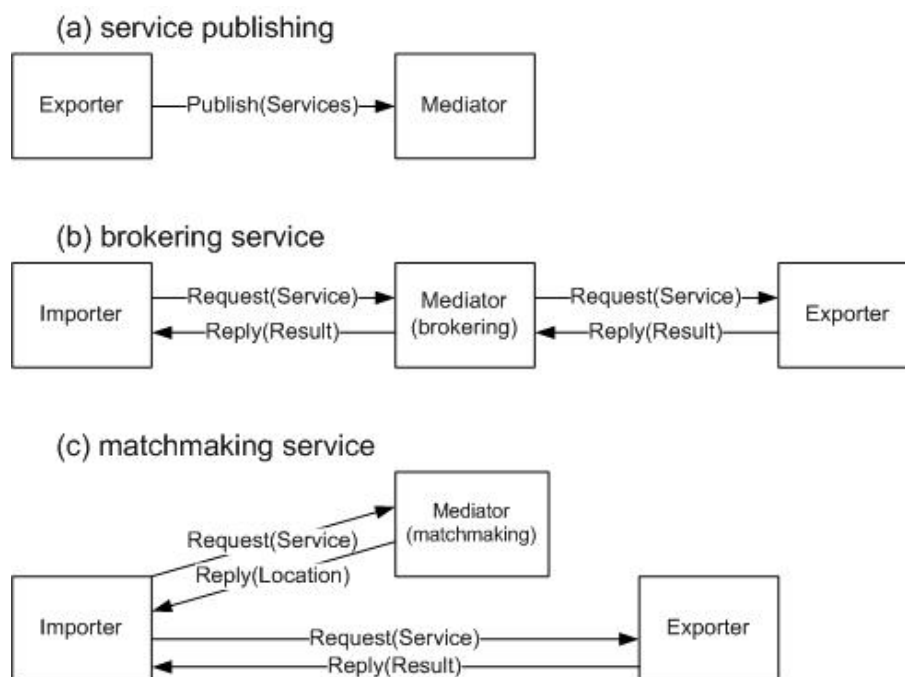 (a) service publishing
Exporter
Publish(Services)
Mediator
(b) brokering service
Importer
Request(Service)
Reply(Result)
Mediator
(brokering)
Request(Service)
Reply(Result)
Exporter
(c) matchmaking service
Mediator
(matchmaking)
Request(Service)
Reply(Location)
Importer
Request(Service)
Reply(Result)
Exporter